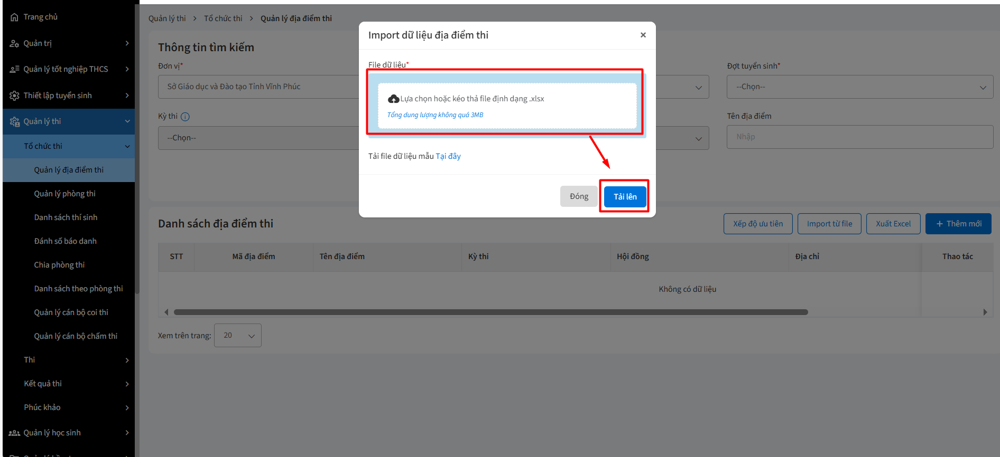 Trang chủ
Quản trị
Quản lý tốt nghiệp THCS
Thiết lập tuyển sinh
Quản lý thi
Tổ chức thi
Quản lý địa điểm thi
Quản lý phòng thi
Danh sách thí sinh
Đánh số báo danh
Chia phòng thi
Danh sách theo phòng thi
Quản lý cán bộ coi thi
Quản lý cán bộ chấm thi
Thi
Kết quả thi
Phúc khảo
Quản lý học sinh
Quản lý thi > Tổ chức thi > Quản lý địa điểm thi
Thông tin tìm kiếm
Đơn vị*
Sở Giáo dục và Đào tạo Tỉnh Vĩnh Phúc
Đợt tuyển sinh*
--Chọn--
Kỳ thi
--Chọn--
Tên địa điểm
Nhập
Import dữ liệu địa điểm thi
×
File dữ liệu*
Lựa chọn hoặc kéo thả file định dạng .xlsx
Tổng dung lượng không quá 3MB
Tải file dữ liệu mẫu Tại đây
Đóng
Tải lên
Danh sách địa điểm thi
Xếp độ ưu tiên
Import từ file
Xuất Excel
+ Thêm mới
STT Mã địa điểm Tên địa điểm Kỳ thi Hội đồng Địa chỉ Thao tác
Không có dữ liệu
Xem trên trang: 20